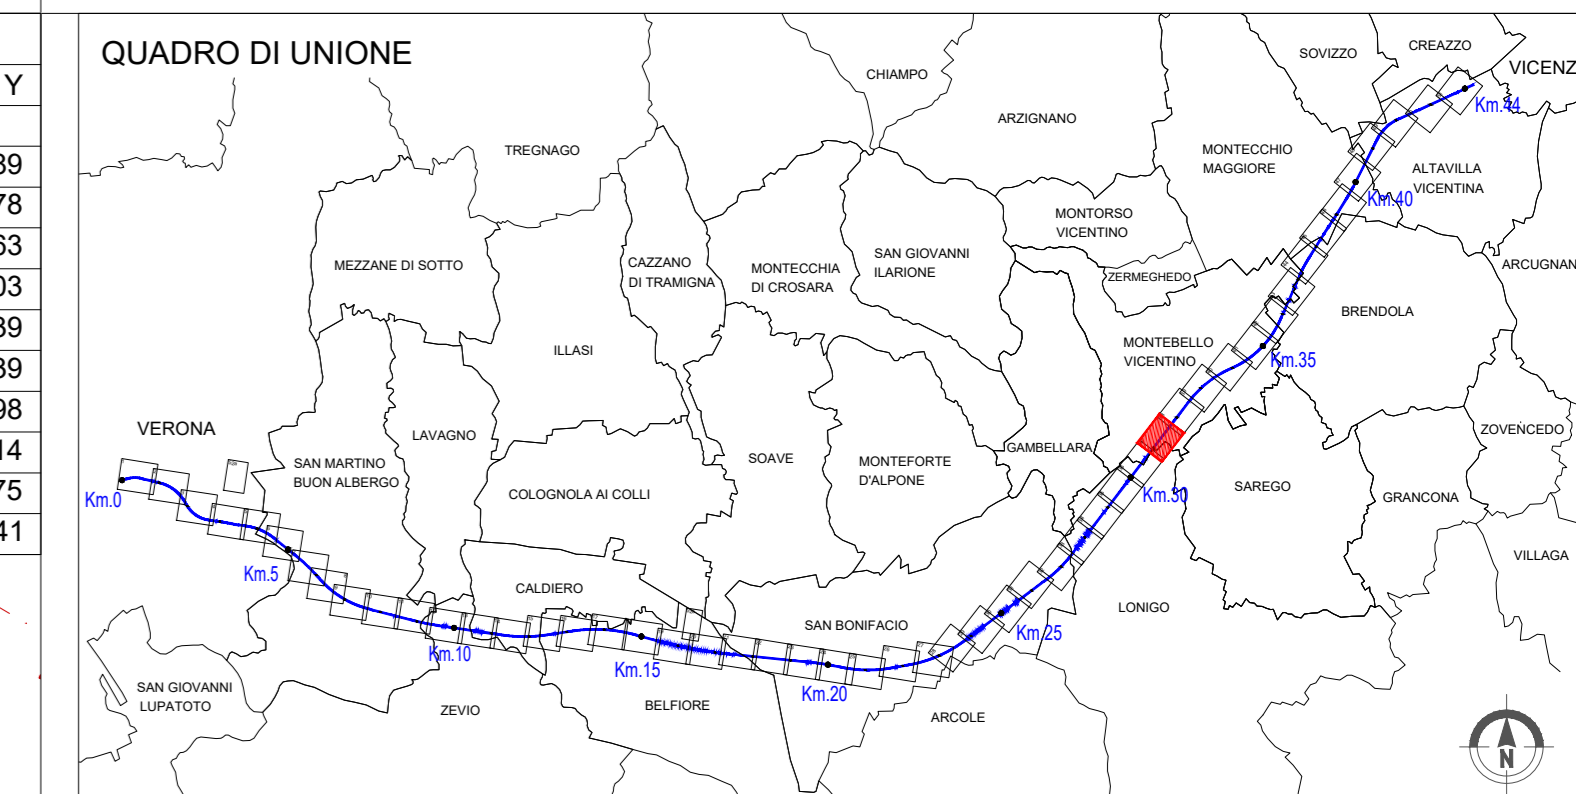 QUADRO DI UNIONE
Y
39
78
63
03
39
39
98
14
75
41
SOVIZZO
CREAZZO
VICENZ
CHIAMPO
Km.44
ARZIGNANO
TREGNAGO
MONTECCHIO
MAGGIORE
ALTAVILLA
VICENTINA
Km.40
MONTORSO
VICENTINO
SAN GIOVANNI
ILARIONE
CAZZANO
DI TRAMIGNA
MEZZANE DI SOTTO
MONTECCHIA
DI CROSARA
ZERMEGHEDO
ARCUGNAN
BRENDOLA
ILLASI
MONTEBELLO
VICENTINO
Km.35
VERONA
LAVAGNO
ZOVENCEDO
GAMBELLARA
SAN MARTINO
BUON ALBERGO
SOAVE
MONTEFORTE
D'ALPONE
SAREGO
Km.30
GRANCONA
COLOGNOLA AI COLLI
Km.0
VILLAGA
Km.5
CALDIERO
LONIGO
SAN BONIFACIO
Km.25
Km.10
Km.15
SAN GIOVANNI
LUPATOTO
Km.20
ZEVIO
BELFIORE
ARCOLE
N